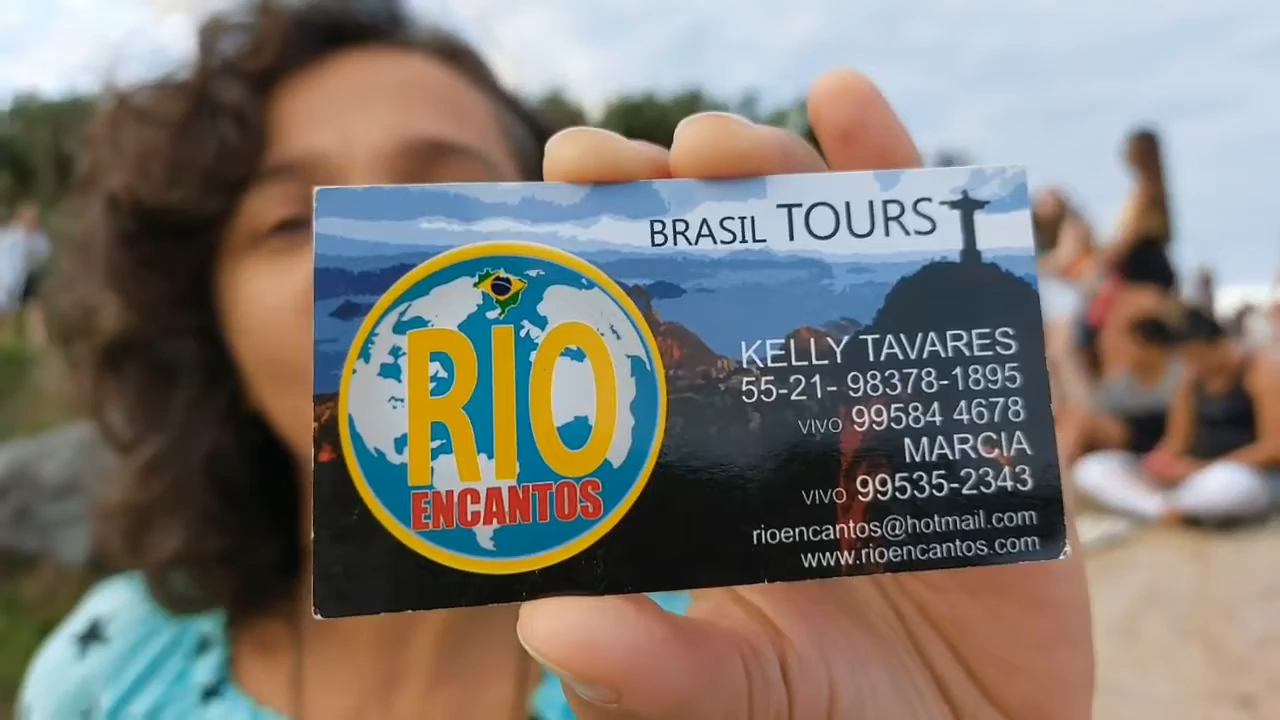 RIO
ENCANTOS
BRASIL TOURS
KELLY TAVARES
55-21- 98378-1895
VIVO 99584 4678
MARCIA
VIVO 99535-2343
rioencantos@hotmail.com
www.rioencantos.com